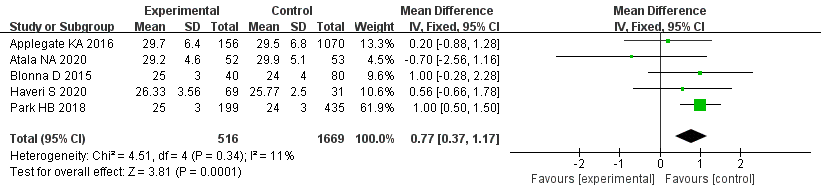 Experimental Control Mean Difference Mean Difference
Study or Subgroup Mean SD Total Mean SD Total Weight IV, Fixed, 95% CI IV, Fixed, 95% CI
Applegate KA 2016 29.7 6.4 156 29.5 6.8 1070 13.3% 0.20 [-0.88, 1.28]
Atala NA 2020 29.2 4.6 52 29.9 5.1 53 4.5% -0.70 [-2.56, 1.16]
Blonna D 2015 25 3 40 24 4 80 9.6% 1.00 [-0.28, 2.28]
Haveri S 2020 26.33 3.56 69 25.77 2.5 31 10.8% 0.56 [-0.66, 1.78]
Park HB 2018 25 3 199 24 3 435 61.9% 1.00 [0.50, 1.50]
Total (95% CI) 516 1669 100.0% 0.77 [0.37, 1.17]
Heterogeneity: Chi² = 4.51, df = 4 (P = 0.34); I² = 11%
Test for overall effect: Z = 3.81 (P = 0.0001)
-2 -1 0 1 2
Favours [experimental] Favours [control]